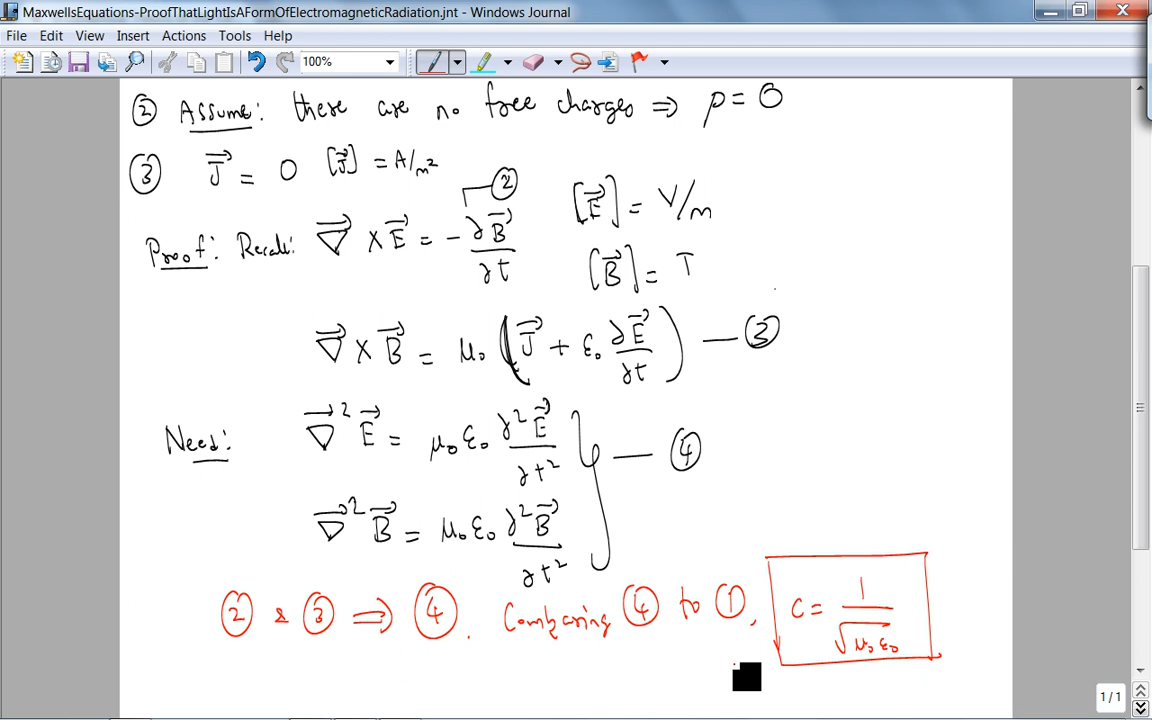 MaxwellsEquations-ProofThatLightIsAFormOfElectromagneticRadiation.jnt - Windows Journal
File Edit View Insert Actions Tools Help
100%
② Assume: there are no free charges ⇒ ρ = 0
③ J⃗ = 0 [J⃗] = A/m²
②
Proof: Recall: ∇⃗ × E⃗ = - ∂B⃗/∂t [E⃗] = V/m
[B⃗] = T
∇⃗ × B⃗ = μ₀ (J⃗ + ε₀ ∂E⃗/∂t) — ③
Need: ∇⃗² E⃗ = μ₀ε₀ ∂²E⃗/∂t²
— ④
∇⃗² B⃗ = μ₀ε₀ ∂²B⃗/∂t²
② & ③ ⟹ ④. Comparing ④ to ①, c = 1/√μ₀ε₀
1/1